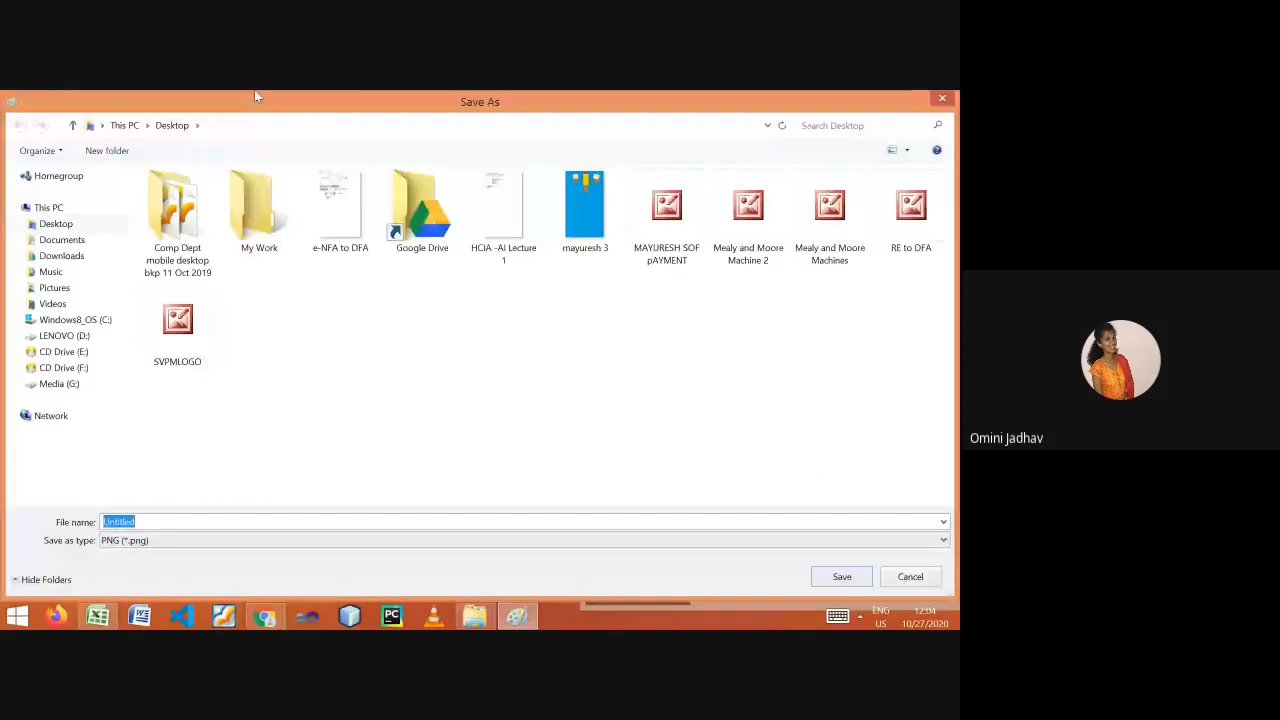 Save As
This PC
Desktop
Search Desktop
Organize
New folder
Homegroup
This PC
Desktop
Documents
Downloads
Music
Pictures
Videos
Windows8_OS (C:)
LENOVO (D:)
CD Drive (E:)
CD Drive (F:)
Media (G:)
Network
Comp Dept
mobile desktop
bkp 11 Oct 2019
My Work
e-NFA to DFA
Google Drive
HCIA -AI Lecture
1
mayuresh 3
MAYURESH SOF
pAYMENT
Mealy and Moore
Machine 2
Mealy and Moore
Machines
RE to DFA
SVPMLOGO
File name:
Untitled
Save as type:
PNG (*.png)
Hide Folders
Save
Cancel
PC
ENG
US
12:04
10/27/2020
Omini Jadhav